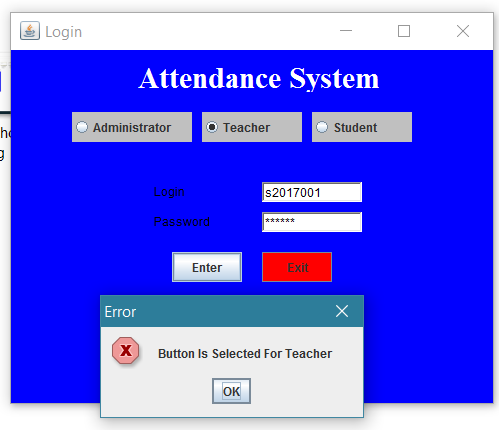 Login
Attendance System
Administrator
Teacher
Student
Login
s2017001
Password
******
Enter
Exit
Error
Button Is Selected For Teacher
OK